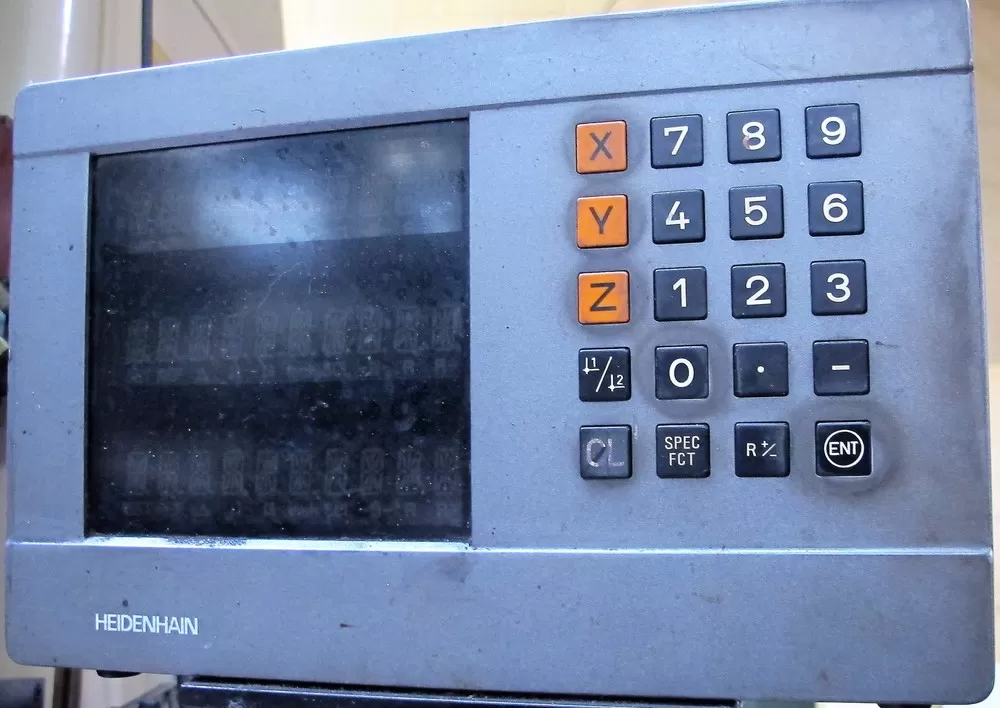 X 7 8 9
Y 4 5 6
Z 1 2 3
1/2 0 . −
CL SPEC FCT R +/− ENT
HEIDENHAIN